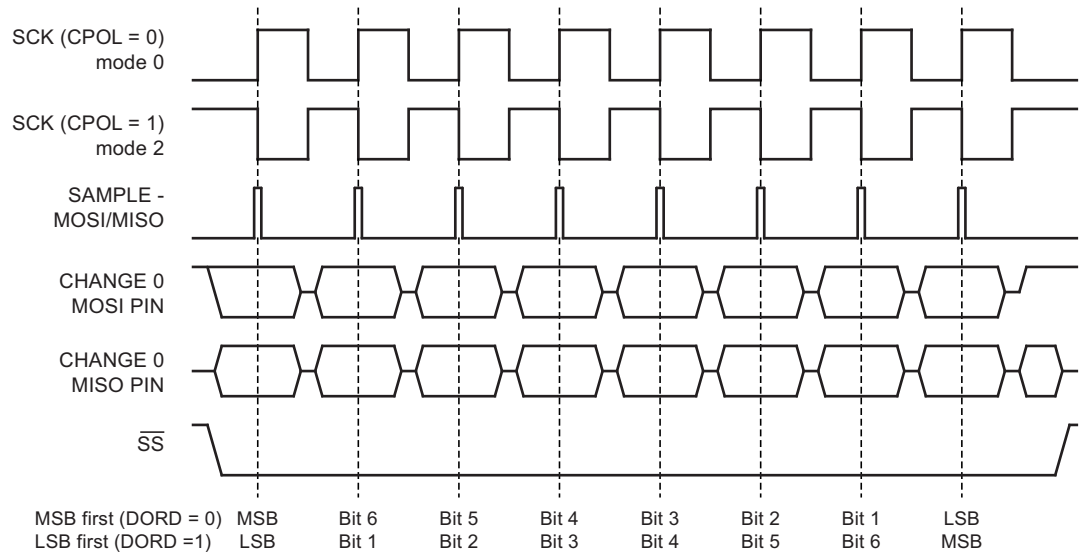 SCK (CPOL = 0)
mode 0
SCK (CPOL = 1)
mode 2
SAMPLE -
MOSI/MISO
CHANGE 0
MOSI PIN
CHANGE 0
MISO PIN
SS
MSB first (DORD = 0) MSB Bit 6 Bit 5 Bit 4 Bit 3 Bit 2 Bit 1 LSB
LSB first (DORD =1) LSB Bit 1 Bit 2 Bit 3 Bit 4 Bit 5 Bit 6 MSB